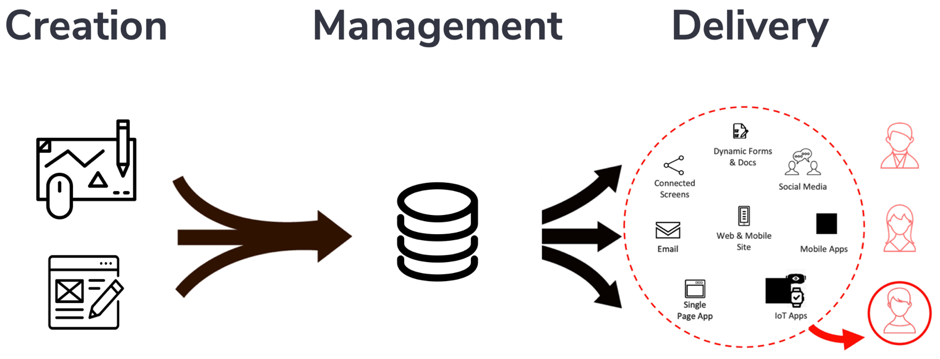 Creation
Management
Delivery
Dynamic Forms
& Docs
Connected
Screens
Social Media
Email
Web & Mobile
Site
Mobile Apps
Single
Page App
IoT Apps